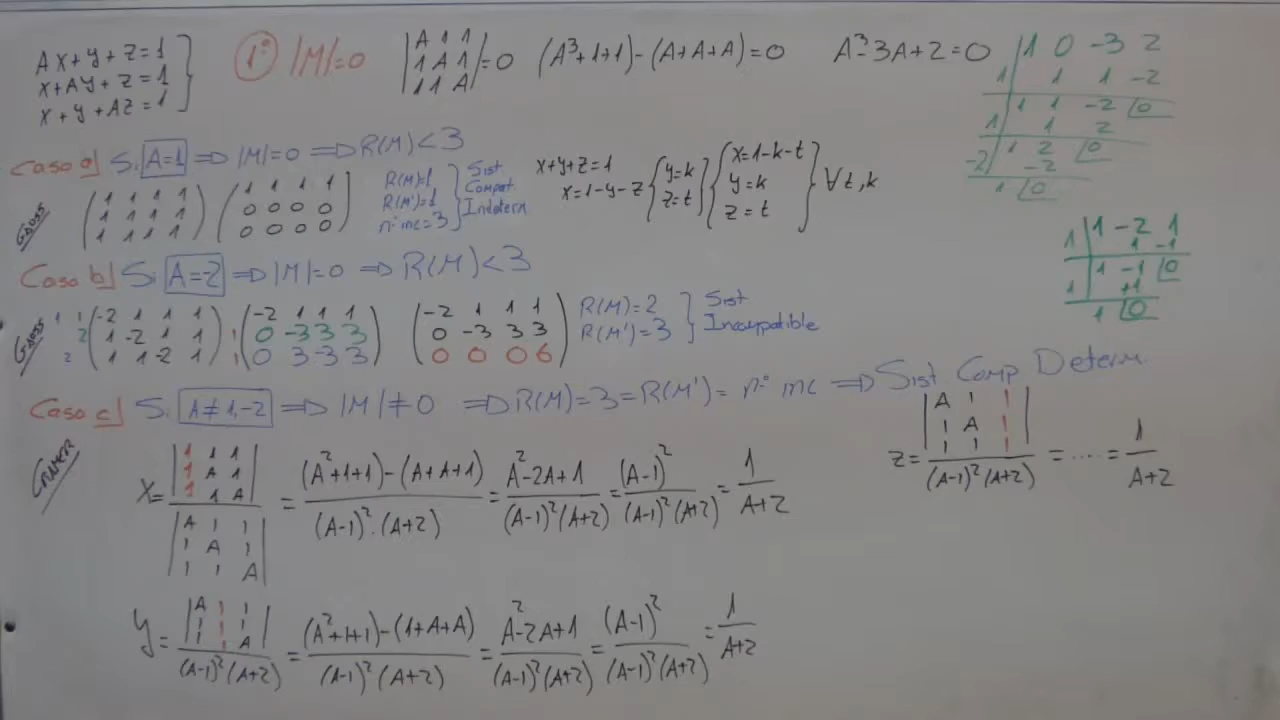 Ax+y+z=1
x+Ay+z=1
x+y+Az=1
1º |M|=0
|A 1 1|
|1 A 1| =0
|1 1 A|
(A³+1+1)-(A+A+A)=0
A³-3A+2=0
1 0 -3 2
1 | 1 1 -2
1 1 -2 0
1 | 1 2
1 2 0
-2 | -2
1 0
Caso a] Si A=1 ⇒ |M|=0 ⇒ R(M)<3
GAUSS
(1 1 1 1) (1 1 1 1)
(1 1 1 1) (0 0 0 0)
(1 1 1 1) (0 0 0 0)
R(M)=1
R(M')=1
nº inc=3
Sist
Compat.
Indeterm
x+y+z=1
x=1-y-z
y=k
z=t
x=1-k-t
y=k
z=t
∀t,k
1 -2 1
1 | 1 -1
1 -1 0
1 | +1
1 0
Caso b] Si A=-2 ⇒ |M|=0 ⇒ R(M)<3
GAUSS
1 1 (-2 1 1 1) (-2 1 1 1) (-2 1 1 1)
2 (1 -2 1 1) 1 (0 -3 3 3) (0 -3 3 3)
2 (1 1 -2 1) 1 (0 3 -3 3) (0 0 0 6)
R(M)=2
R(M')=3
Sist
Incompatible
Caso c] Si A≠1,-2 ⇒ |M|≠0 ⇒ R(M)=3=R(M')=nº inc ⇒ Sist Comp Determ.
CRAMER
|1 1 1|
|1 A 1|
|1 1 A|
x= = (A²+1+1)-(A+A+1) / (A-1)²·(A+2) = A²-2A+1 / (A-1)²(A+2) = (A-1)² / (A-1)²(A+2) = 1 / A+2
|A 1 1|
|1 A 1|
|1 1 A|
|A 1 1|
|1 A 1|
|1 1 1|
z= / (A-1)²(A+2) = ..... = 1 / A+2
|A 1 1|
|1 1 1|
|1 1 A|
y= / (A-1)²(A+2) = (A²+1+1)-(1+A+A) / (A-1)²(A+2) = A²-2A+1 / (A-1)²(A+2) = (A-1)² / (A-1)²(A+2) = 1 / A+2